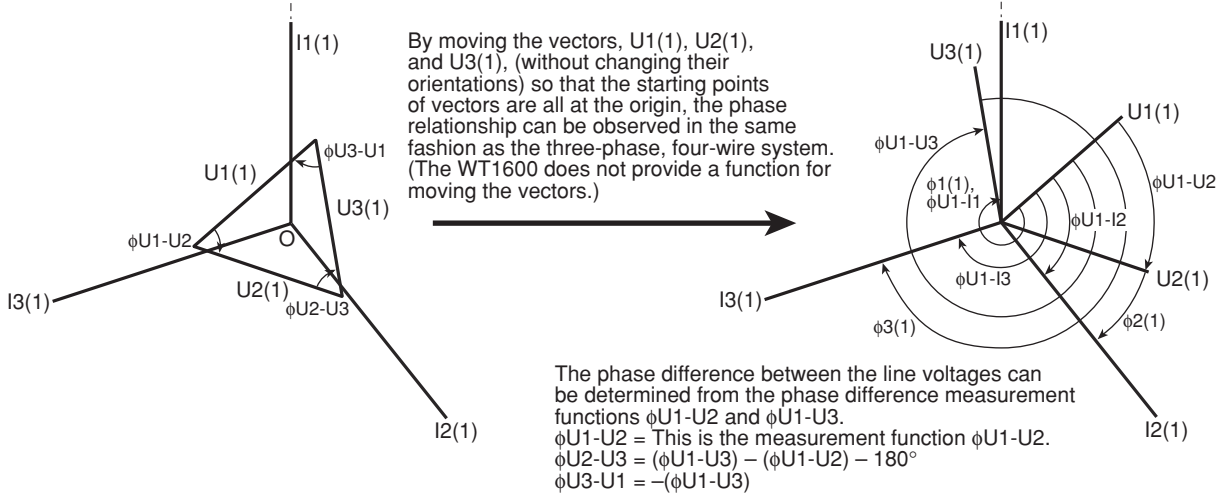 I1(1)
By moving the vectors, U1(1), U2(1),
and U3(1), (without changing their
orientations) so that the starting points
of vectors are all at the origin, the phase
relationship can be observed in the same
fashion as the three-phase, four-wire system.
(The WT1600 does not provide a function for
moving the vectors.)
U1(1)
ϕU3-U1
U3(1)
ϕU1-U2
O
U2(1)
ϕU2-U3
I3(1)
I2(1)
I1(1)
U3(1)
U1(1)
ϕU1-U3
ϕ1(1),
ϕU1-I1
ϕU1-U2
ϕU1-I2
ϕU1-I3
U2(1)
I3(1)
ϕ3(1)
ϕ2(1)
I2(1)
The phase difference between the line voltages can
be determined from the phase difference measurement
functions ϕU1-U2 and ϕU1-U3.
ϕU1-U2 = This is the measurement function ϕU1-U2.
ϕU2-U3 = (ϕU1-U3) – (ϕU1-U2) – 180°
ϕU3-U1 = –(ϕU1-U3)